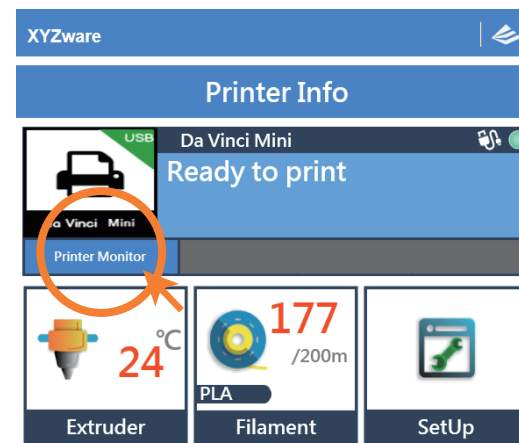 XYZware
Printer Info
USB
Da Vinci Mini
Ready to print
Da Vinci Mini
Printer Monitor
24°C
177
/200m
PLA
Extruder
Filament
SetUp